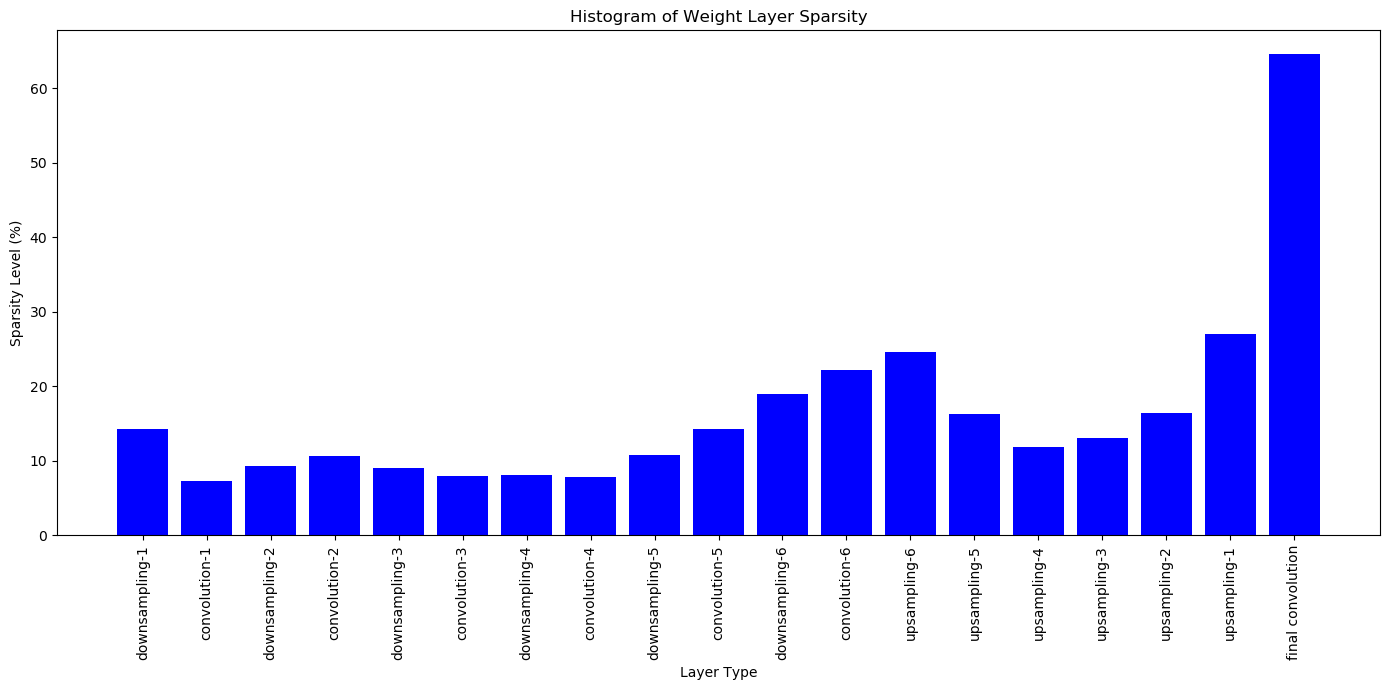 Histogram of Weight Layer Sparsity
Sparsity Level (%)
60
50
40
30
20
10
0
downsampling-1
convolution-1
downsampling-2
convolution-2
downsampling-3
convolution-3
downsampling-4
convolution-4
downsampling-5
convolution-5
downsampling-6
convolution-6
upsampling-6
upsampling-5
upsampling-4
upsampling-3
upsampling-2
upsampling-1
final convolution
Layer Type